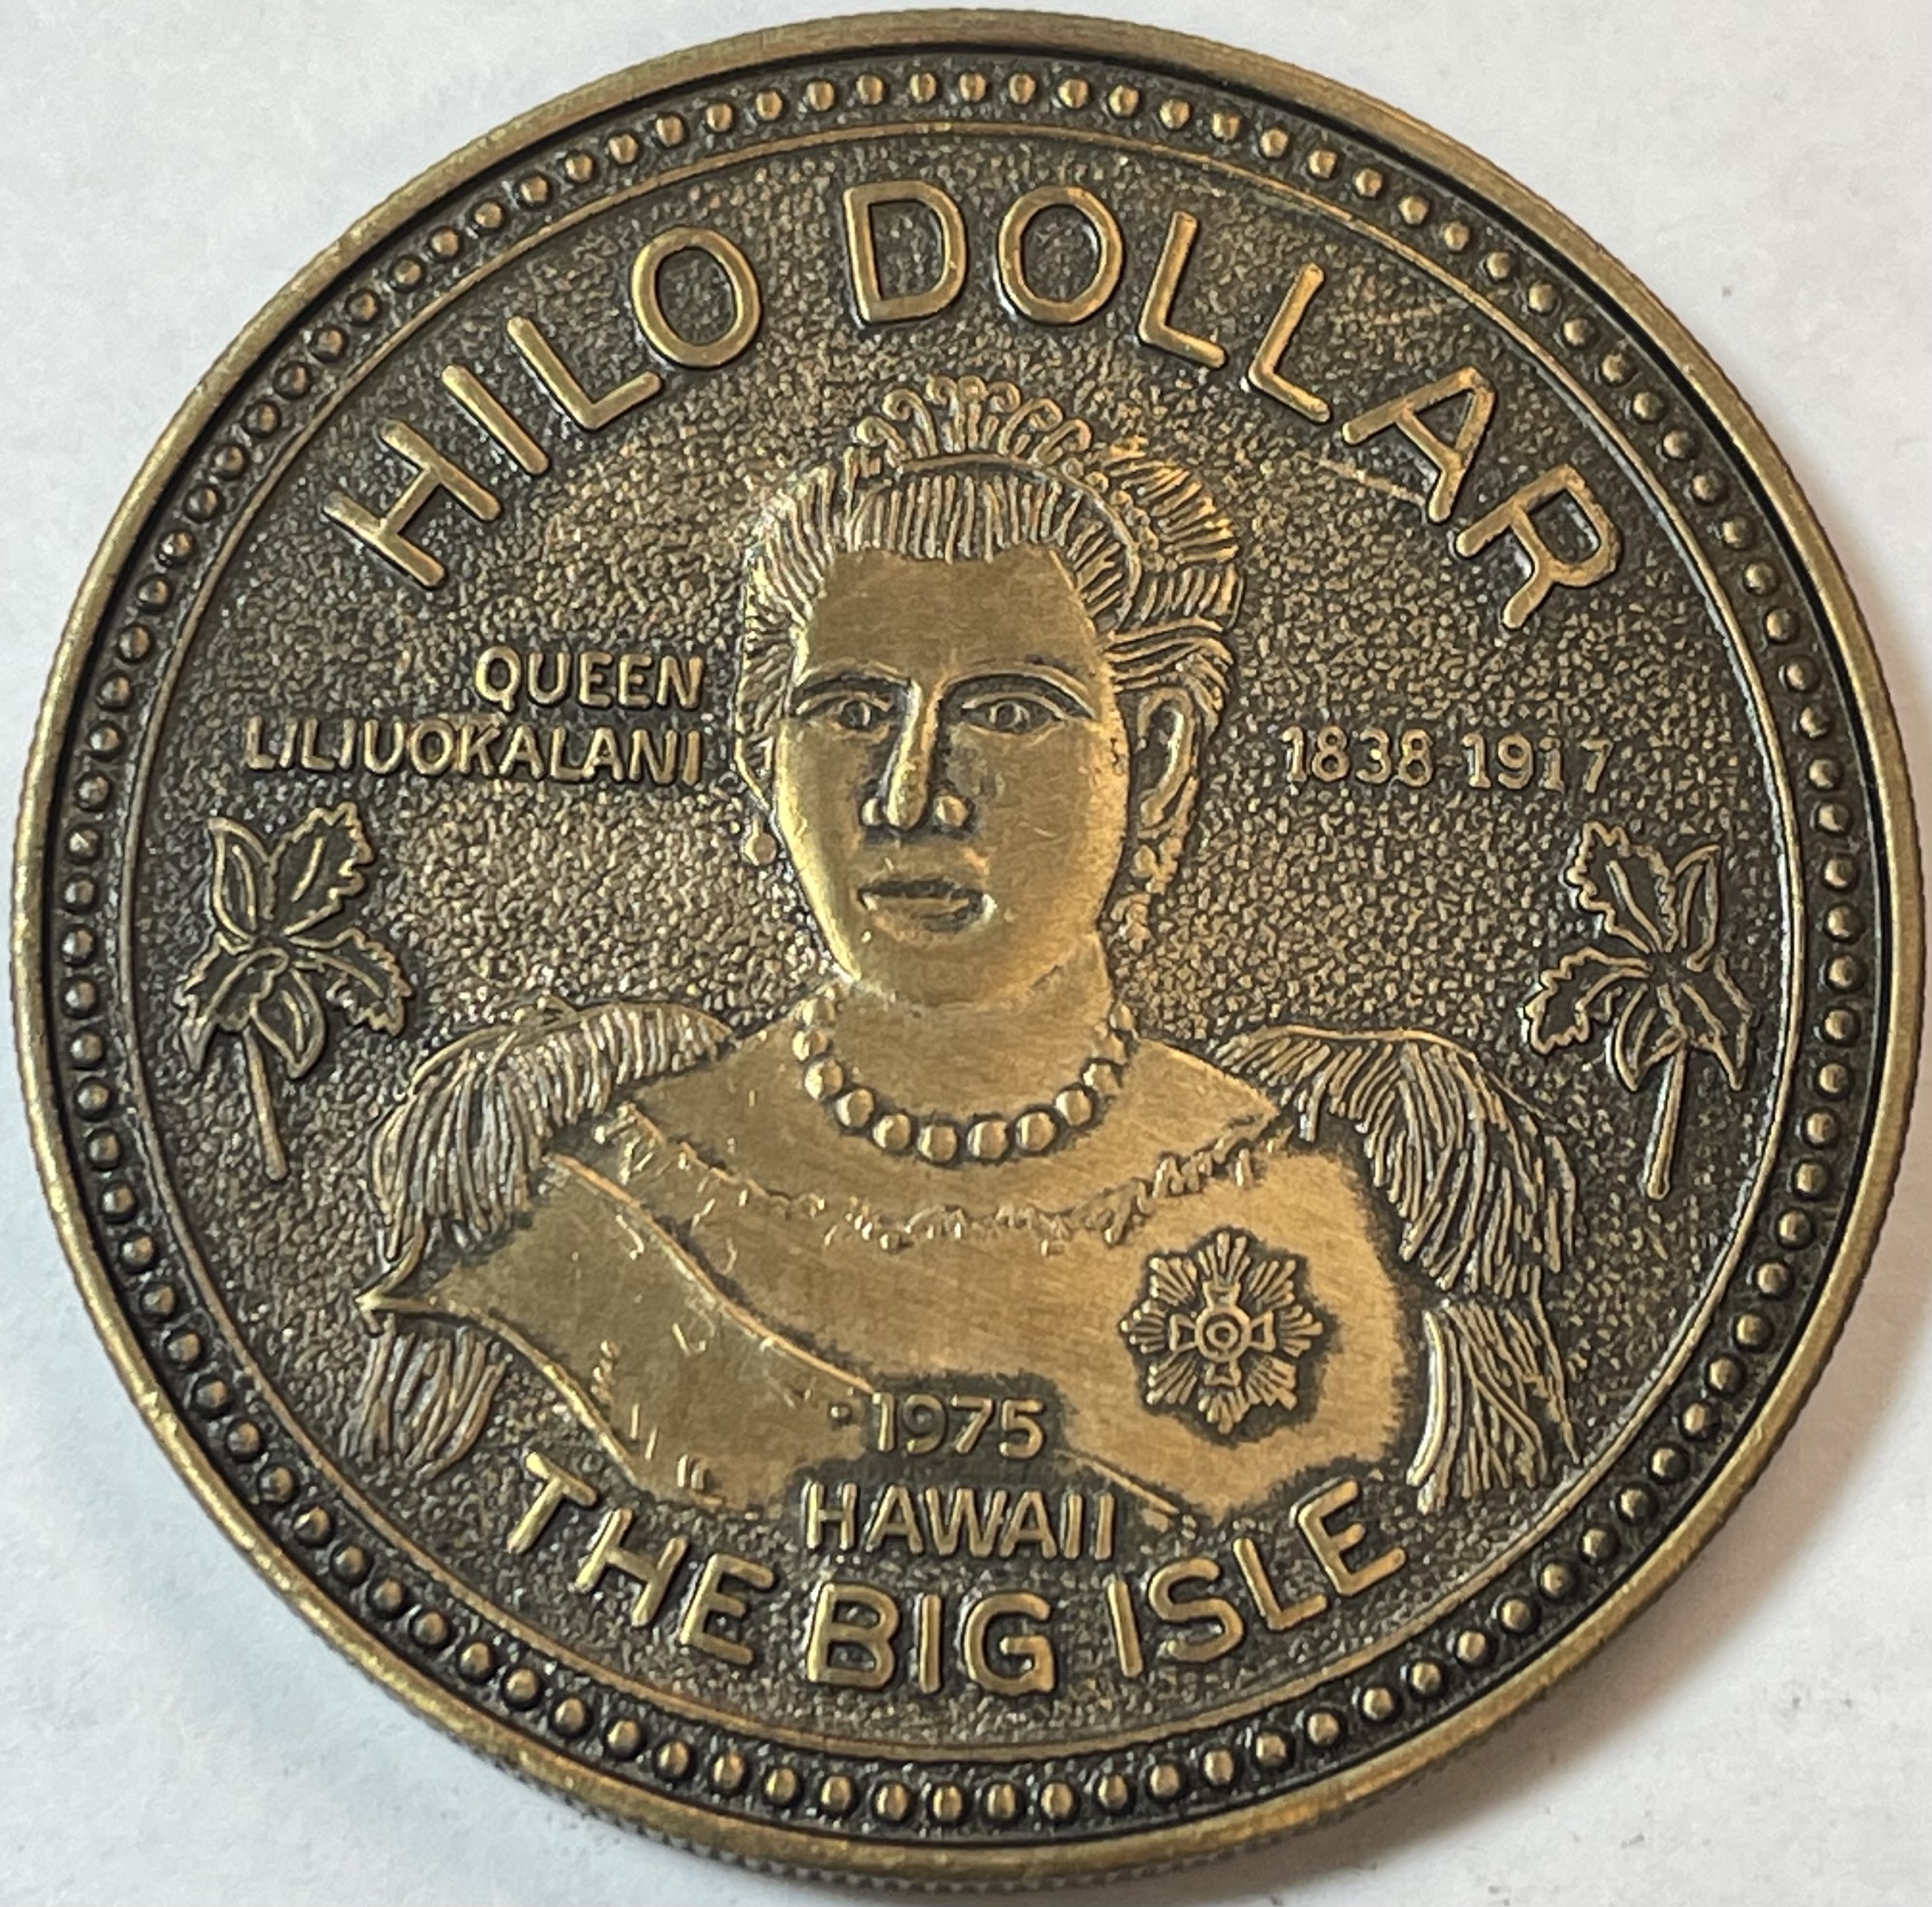 HILO DOLLAR
QUEEN
LILIUOKALANI
1838-1917
1975
HAWAII
THE BIG ISLE